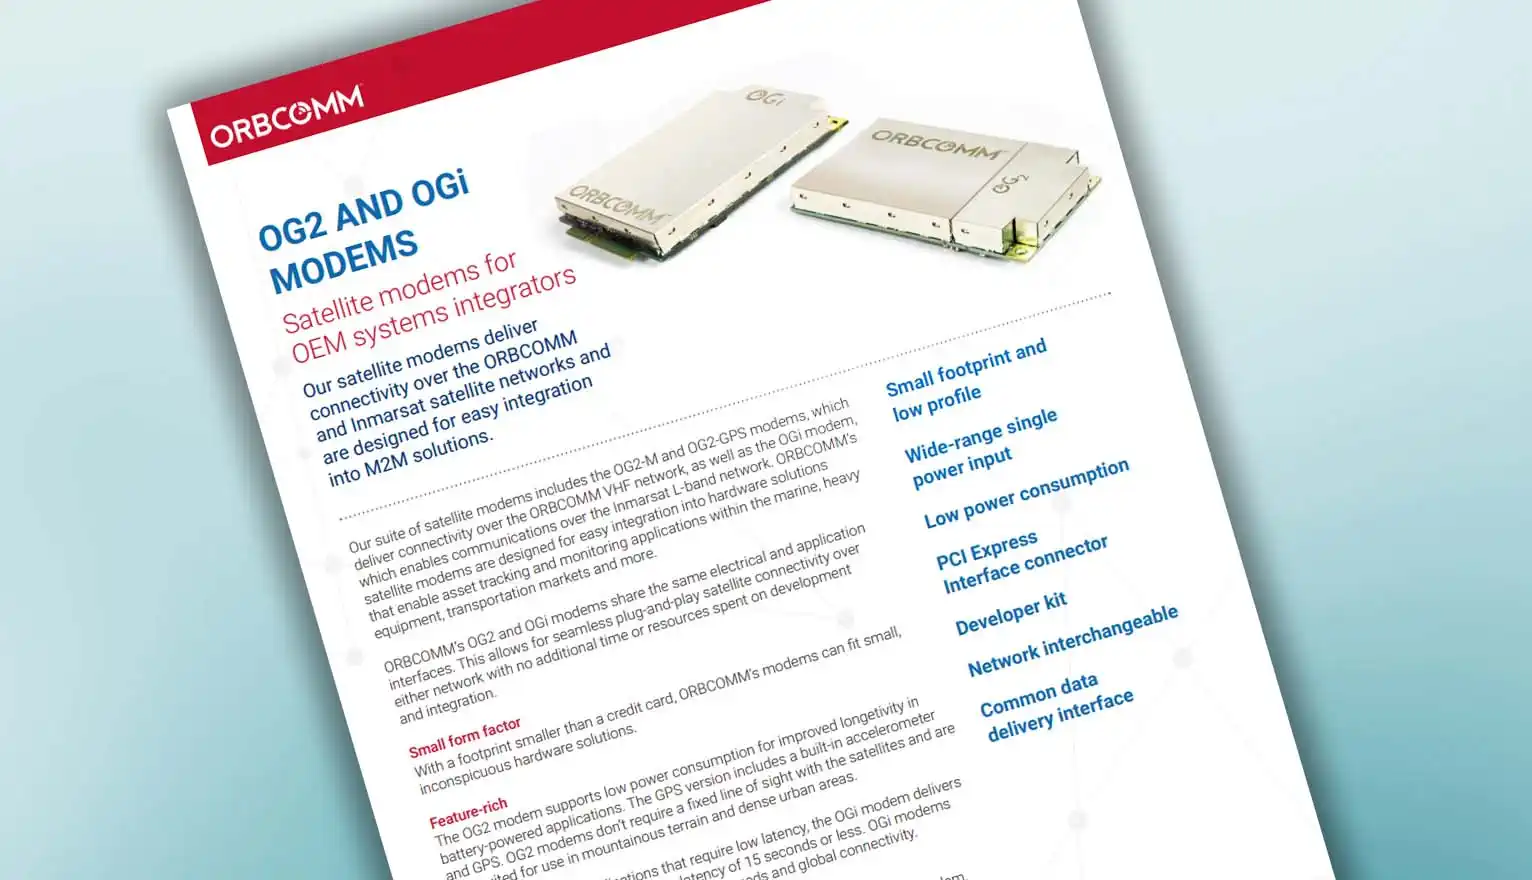 ORBCOMM
OGi
ORBCOMM
ORBCOMM
OG2
OG2 AND OGi
MODEMS
Satellite modems for
OEM systems integrators
Our satellite modems deliver
connectivity over the ORBCOMM
and Inmarsat satellite networks and
are designed for easy integration
into M2M solutions.
Our suite of satellite modems includes the OG2-M and OG2-GPS modems, which
deliver connectivity over the ORBCOMM VHF network, as well as the OGi modem,
which enables communications over the Inmarsat L-band network. ORBCOMM's
satellite modems are designed for easy integration into hardware solutions
that enable asset tracking and monitoring applications within the marine, heavy
equipment, transportation markets and more.
ORBCOMM's OG2 and OGi modems share the same electrical and application
interfaces. This allows for seamless plug-and-play satellite connectivity over
either network with no additional time or resources spent on development
and integration.
Small form factor
With a footprint smaller than a credit card, ORBCOMM's modems can fit small,
inconspicuous hardware solutions.
Feature-rich
The OG2 modem supports low power consumption for improved longetivity in
battery-powered applications. The GPS version includes a built-in accelerometer
and GPS. OG2 modems don't require a fixed line of sight with the satellites and are
for use in mountainous terrain and dense urban areas.
that require low latency, the OGi modem delivers
latency of 15 seconds or less. OGi modems
and global connectivity.
Small footprint and
low profile
Wide-range single
power input
Low power consumption
PCI Express
Interface connector
Developer kit
Network interchangeable
Common data
delivery interface